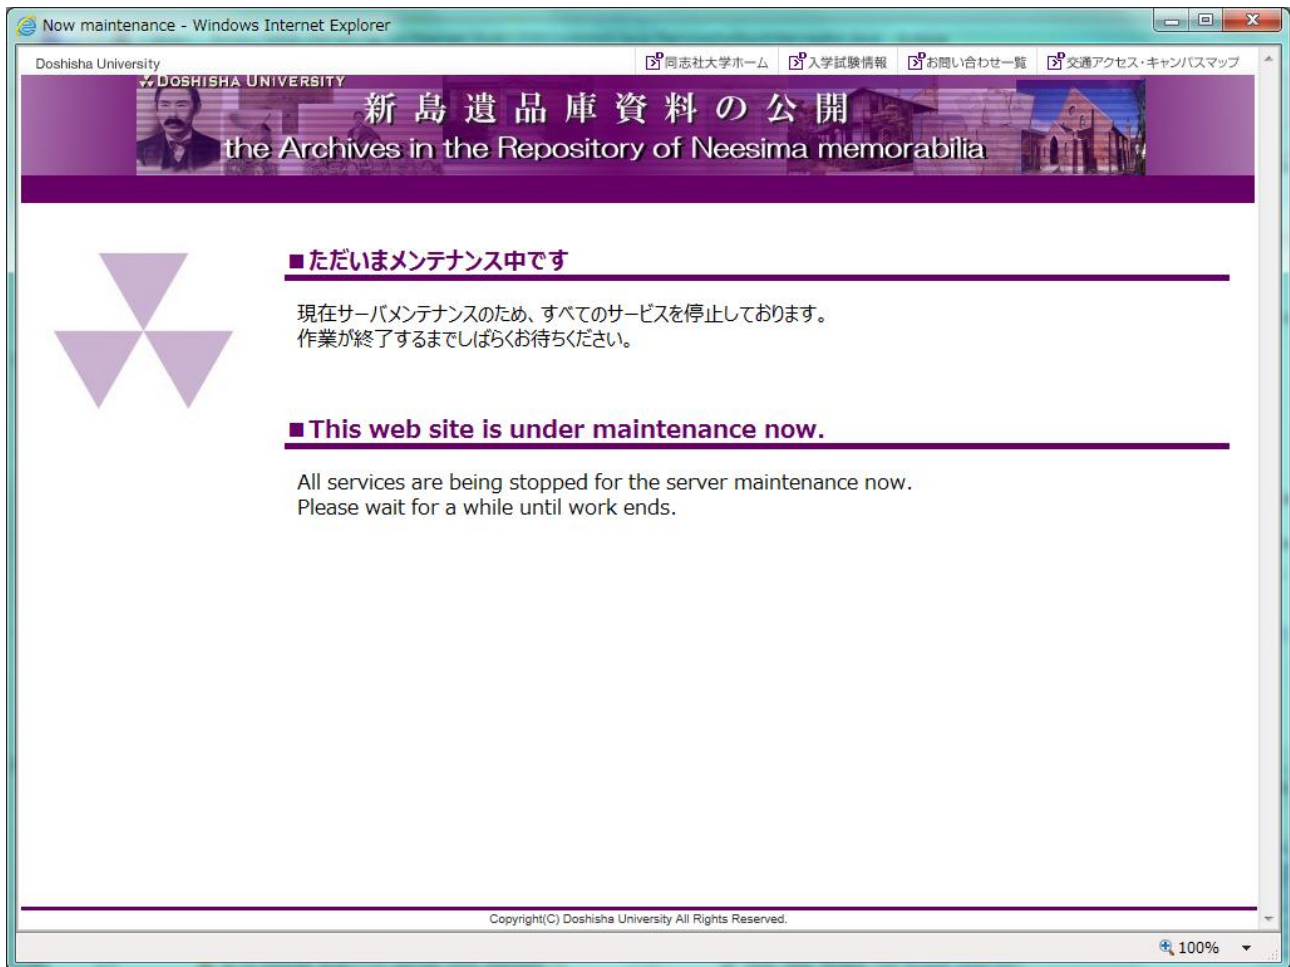 Now maintenance - Windows Internet Explorer
Doshisha University
同志社大学ホーム 入学試験情報 お問い合わせ一覧 交通アクセス・キャンパスマップ
DOSHISHA UNIVERSITY
新島遺品庫資料の公開
the Archives in the Repository of Neesima memorabilia
■ただいまメンテナンス中です
現在サーバメンテナンスのため、すべてのサービスを停止しております。
作業が終了するまでしばらくお待ちください。
■This web site is under maintenance now.
All services are being stopped for the server maintenance now.
Please wait for a while until work ends.
Copyright(C) Doshisha University All Rights Reserved.
100%